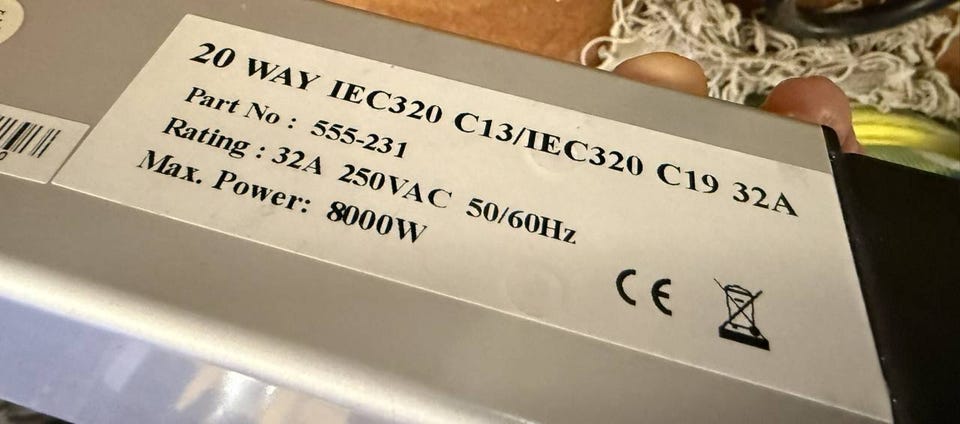 20 WAY IEC320 C13/IEC320 C19 32A
Part No : 555-231
Rating : 32A 250VAC 50/60Hz
Max. Power: 8000W
CE